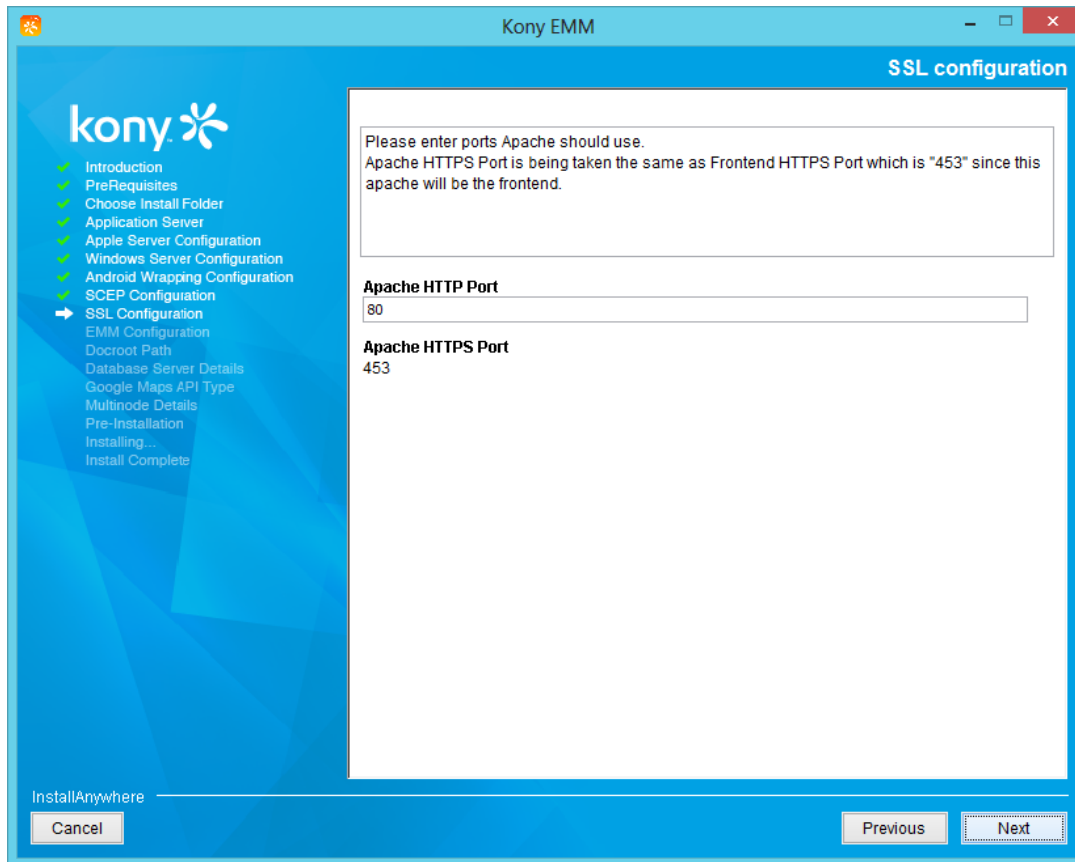 Kony EMM
SSL configuration
kony
Introduction
PreRequisites
Choose Install Folder
Application Server
Apple Server Configuration
Windows Server Configuration
Android Wrapping Configuration
SCEP Configuration
SSL Configuration
EMM Configuration
Docroot Path
Database Server Details
Google Maps API Type
Multinode Details
Pre-Installation
Installing...
Install Complete
Please enter ports Apache should use.
Apache HTTPS Port is being taken the same as Frontend HTTPS Port which is "453" since this
apache will be the frontend.
Apache HTTP Port
80
Apache HTTPS Port
453
InstallAnywhere
Cancel
Previous
Next